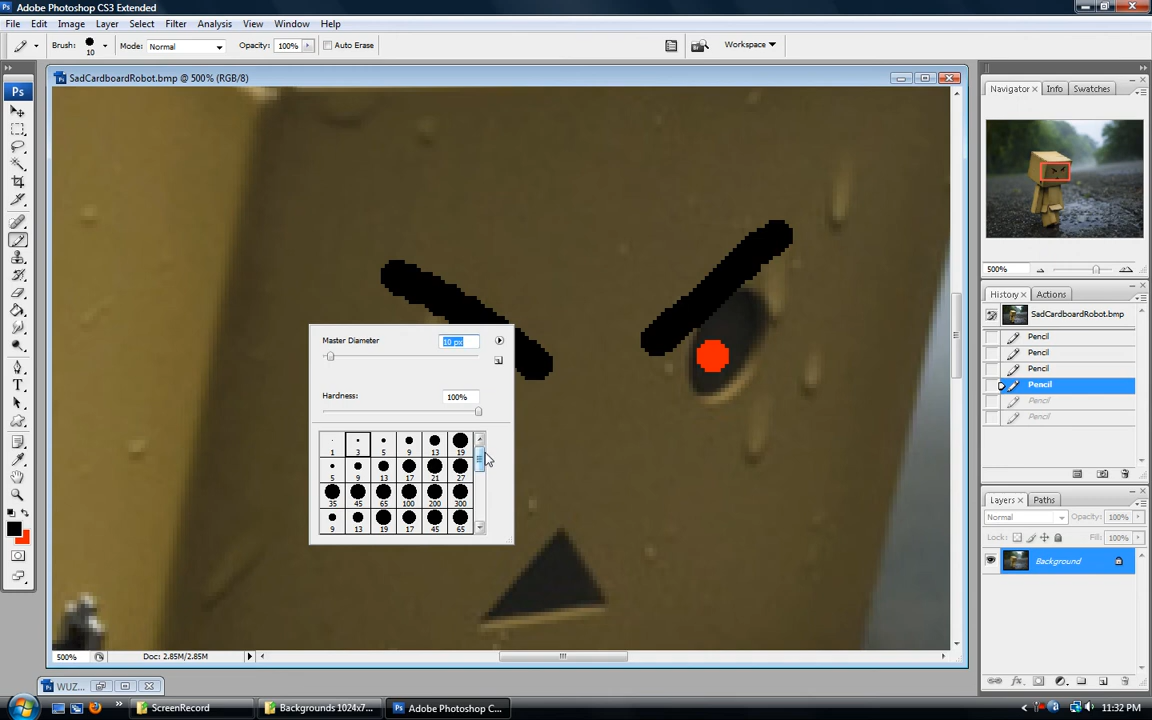 Adobe Photoshop CS3 Extended
File Edit Image Layer Select Filter Analysis View Window Help
Brush: 10 Mode: Normal Opacity: 100% Auto Erase Workspace
SadCardboardRobot.bmp @ 500% (RGB/8)
Ps
Navigator x Info Swatches
500%
History x Actions
SadCardboardRobot.bmp
Pencil
Pencil
Pencil
Pencil
Pencil
Pencil
Master Diameter 10 px
Hardness: 100%
1 3 5 9 13 19
5 9 13 17 21 27
35 45 65 100 200 300
9 13 19 17 45 65
Layers x Paths
Normal Opacity: 100%
Lock: Fill: 100%
Background
500% Doc: 2.85M/2.85M
WUZ...
ScreenRecord Backgrounds 1024x7... Adobe Photoshop C... 11:32 PM